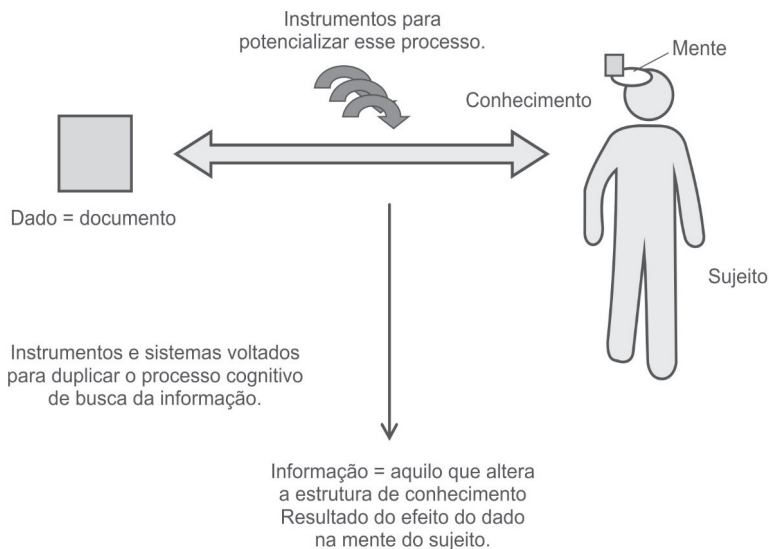 Instrumentos para
potencializar esse processo.
Mente
Conhecimento
Dado = documento
Sujeito
Instrumentos e sistemas voltados
para duplicar o processo cognitivo
de busca da informação.
Informação = aquilo que altera
a estrutura de conhecimento
Resultado do efeito do dado
na mente do sujeito.